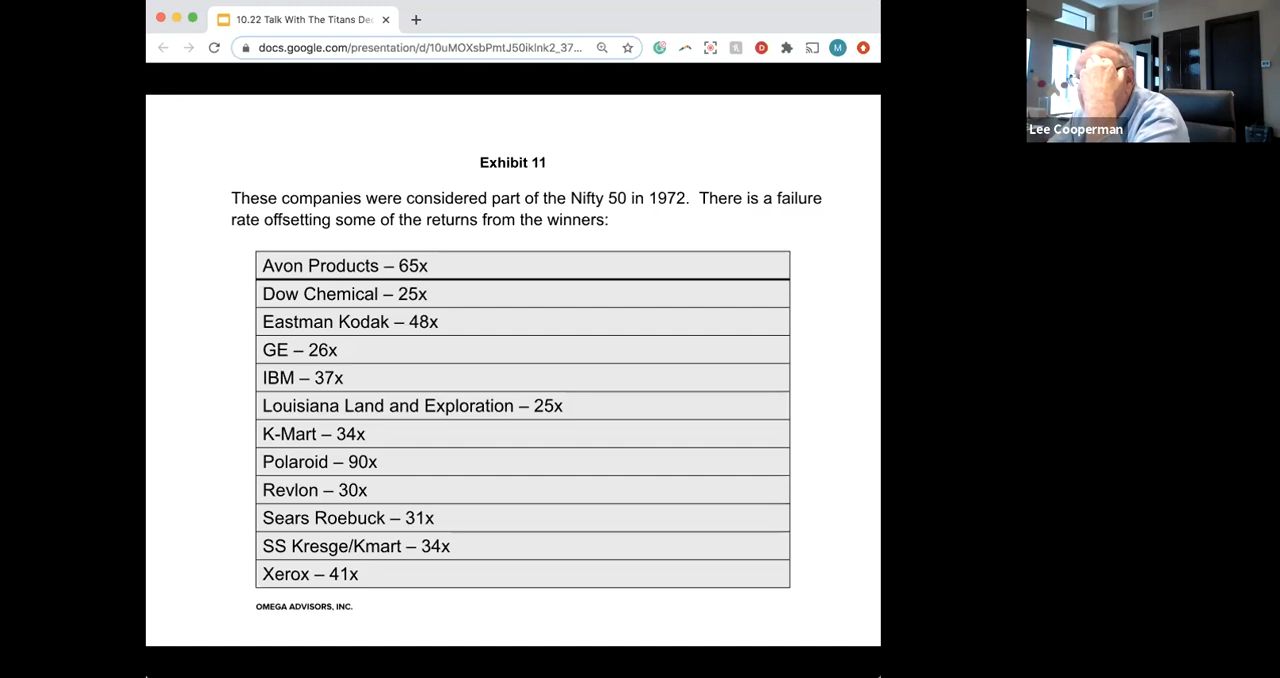 10.22 Talk With The Titans De
docs.google.com/presentation/d/10uMOXsbPmtJ50iklnk2_37...
D
M
Lee Cooperman
Exhibit 11
These companies were considered part of the Nifty 50 in 1972. There is a failure
rate offsetting some of the returns from the winners:
Avon Products – 65x
Dow Chemical – 25x
Eastman Kodak – 48x
GE – 26x
IBM – 37x
Louisiana Land and Exploration – 25x
K-Mart – 34x
Polaroid – 90x
Revlon – 30x
Sears Roebuck – 31x
SS Kresge/Kmart – 34x
Xerox – 41x
OMEGA ADVISORS, INC.